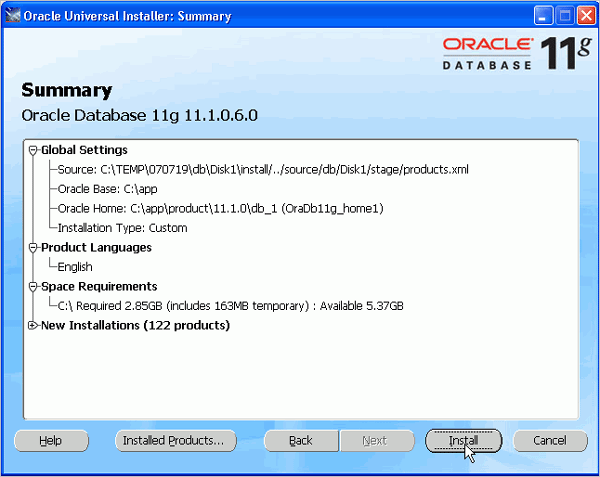 Oracle Universal Installer: Summary
ORACLE 11g
DATABASE
Summary
Oracle Database 11g 11.1.0.6.0
Global Settings
Source: C:\TEMP\070719\db\Disk1\install/../source/db/Disk1/stage/products.xml
Oracle Base: C:\app
Oracle Home: C:\app\product\11.1.0\db_1 (OraDb11g_home1)
Installation Type: Custom
Product Languages
English
Space Requirements
C:\ Required 2.85GB (includes 163MB temporary) : Available 5.37GB
New Installations (122 products)
Help Installed Products... Back Next Install Cancel